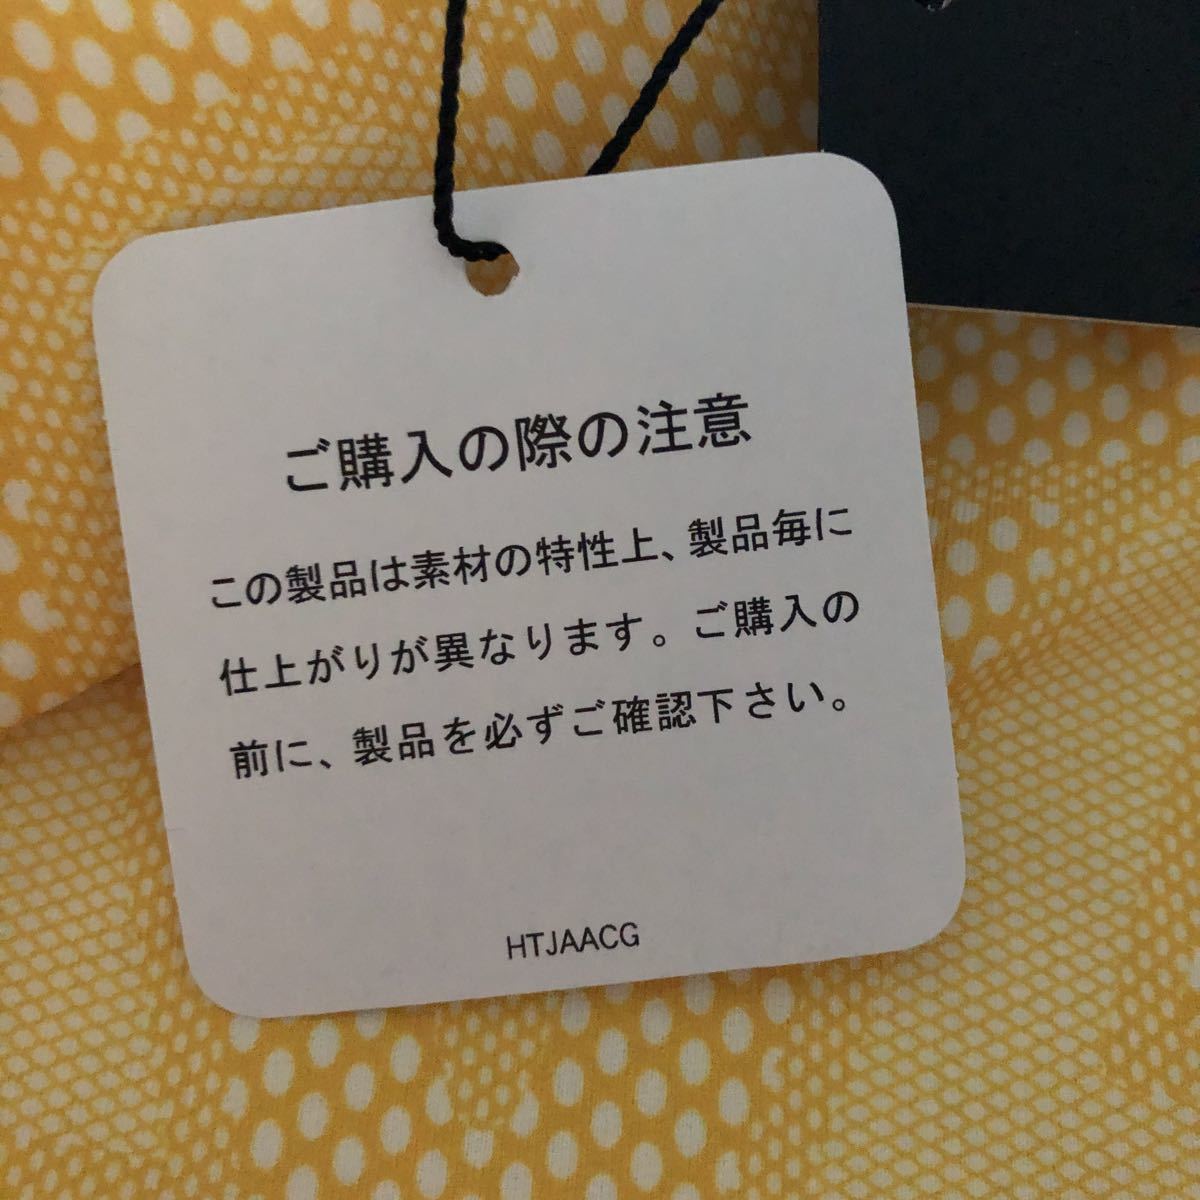 ご購入の際の注意
この製品は素材の特性上、製品毎に
仕上がりが異なります。ご購入の
前に、製品を必ずご確認下さい。
HTJAACG